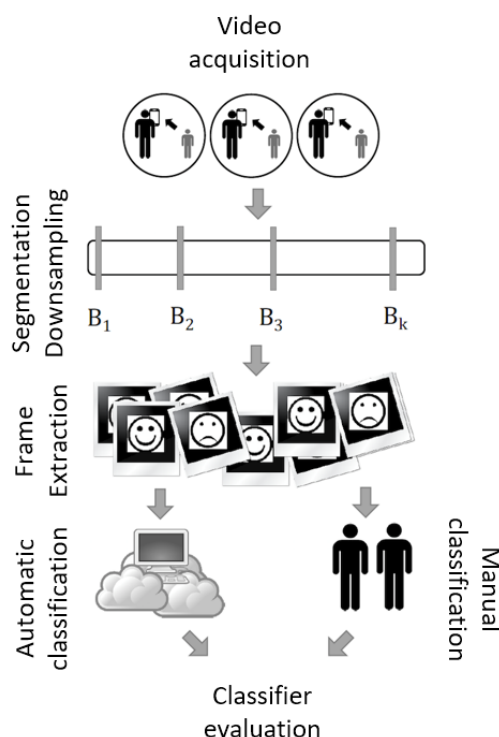 Video
acquisition
Segmentation
Downsampling
B₁ B₂ B₃ Bₖ
Frame
Extraction
Automatic
classification
Manual
classification
Classifier
evaluation